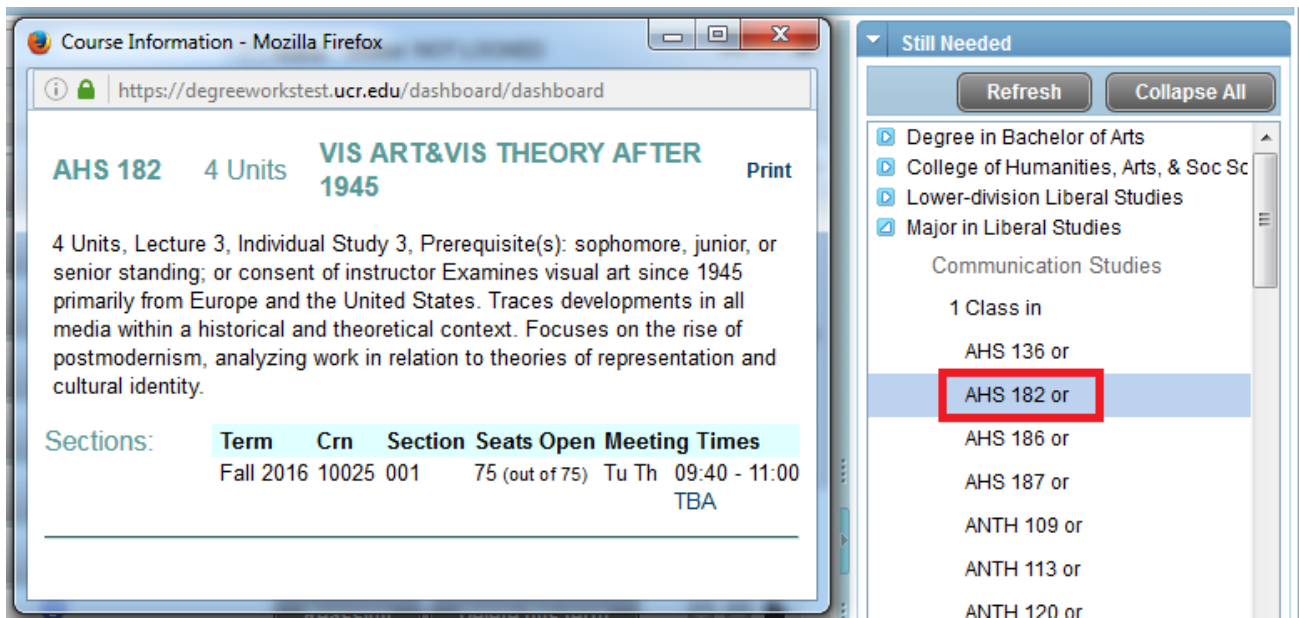 Course Information - Mozilla Firefox
https://degreeworkstest.ucr.edu/dashboard/dashboard
AHS 182 4 Units VIS ART&VIS THEORY AFTER 1945 Print
4 Units, Lecture 3, Individual Study 3, Prerequisite(s): sophomore, junior, or
senior standing; or consent of instructor Examines visual art since 1945
primarily from Europe and the United States. Traces developments in all
media within a historical and theoretical context. Focuses on the rise of
postmodernism, analyzing work in relation to theories of representation and
cultural identity.
Sections: Term Crn Section Seats Open Meeting Times
Fall 2016 10025 001 75 (out of 75) Tu Th 09:40 - 11:00
TBA
Still Needed
Refresh Collapse All
Degree in Bachelor of Arts
College of Humanities, Arts, & Soc Sc
Lower-division Liberal Studies
Major in Liberal Studies
Communication Studies
1 Class in
AHS 136 or
AHS 182 or
AHS 186 or
AHS 187 or
ANTH 109 or
ANTH 113 or
ANTH 120 or